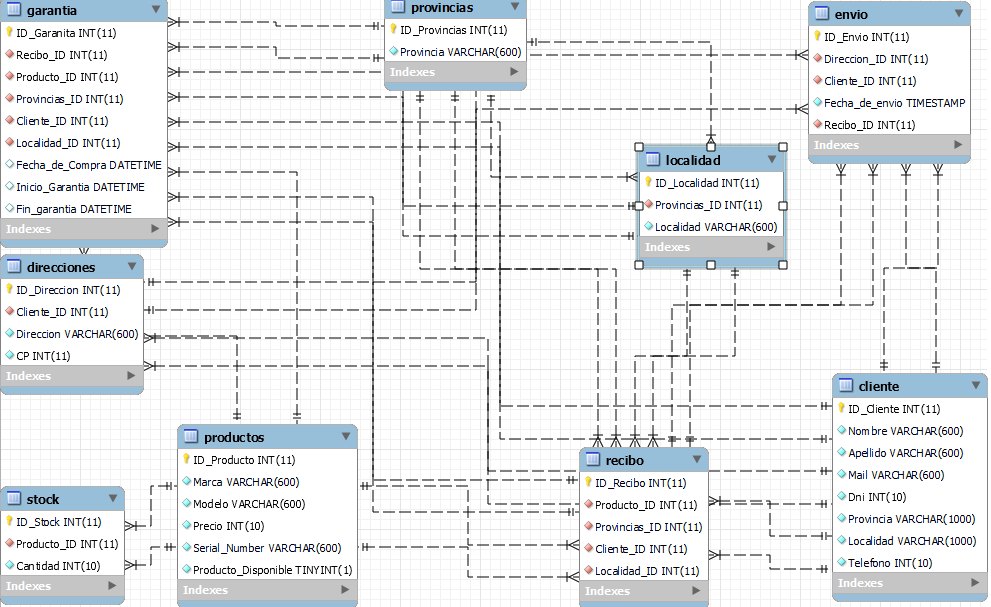 garantia
ID_Garanita INT(11)
Recibo_ID INT(11)
Producto_ID INT(11)
Provincias_ID INT(11)
Cliente_ID INT(11)
Localidad_ID INT(11)
Fecha_de_Compra DATETIME
Inicio_Garantia DATETIME
Fin_garantia DATETIME
Indexes
provincias
ID_Provincias INT(11)
Provincia VARCHAR(600)
Indexes
envio
ID_Envio INT(11)
Direccion_ID INT(11)
Cliente_ID INT(11)
Fecha_de_envio TIMESTAMP
Recibo_ID INT(11)
Indexes
localidad
ID_Localidad INT(11)
Provincias_ID INT(11)
Localidad VARCHAR(600)
Indexes
direcciones
ID_Direccion INT(11)
Cliente_ID INT(11)
Direccion VARCHAR(600)
CP INT(11)
Indexes
productos
ID_Producto INT(11)
Marca VARCHAR(600)
Modelo VARCHAR(600)
Precio INT(10)
Serial_Number VARCHAR(600)
Producto_Disponible TINYINT(1)
Indexes
stock
ID_Stock INT(11)
Producto_ID INT(11)
Cantidad INT(10)
Indexes
recibo
ID_Recibo INT(11)
Producto_ID INT(11)
Provincias_ID INT(11)
Cliente_ID INT(11)
Localidad_ID INT(11)
Indexes
cliente
ID_Cliente INT(11)
Nombre VARCHAR(600)
Apellido VARCHAR(600)
Mail VARCHAR(600)
Dni INT(10)
Provincia VARCHAR(1000)
Localidad VARCHAR(1000)
Telefono INT(10)
Indexes